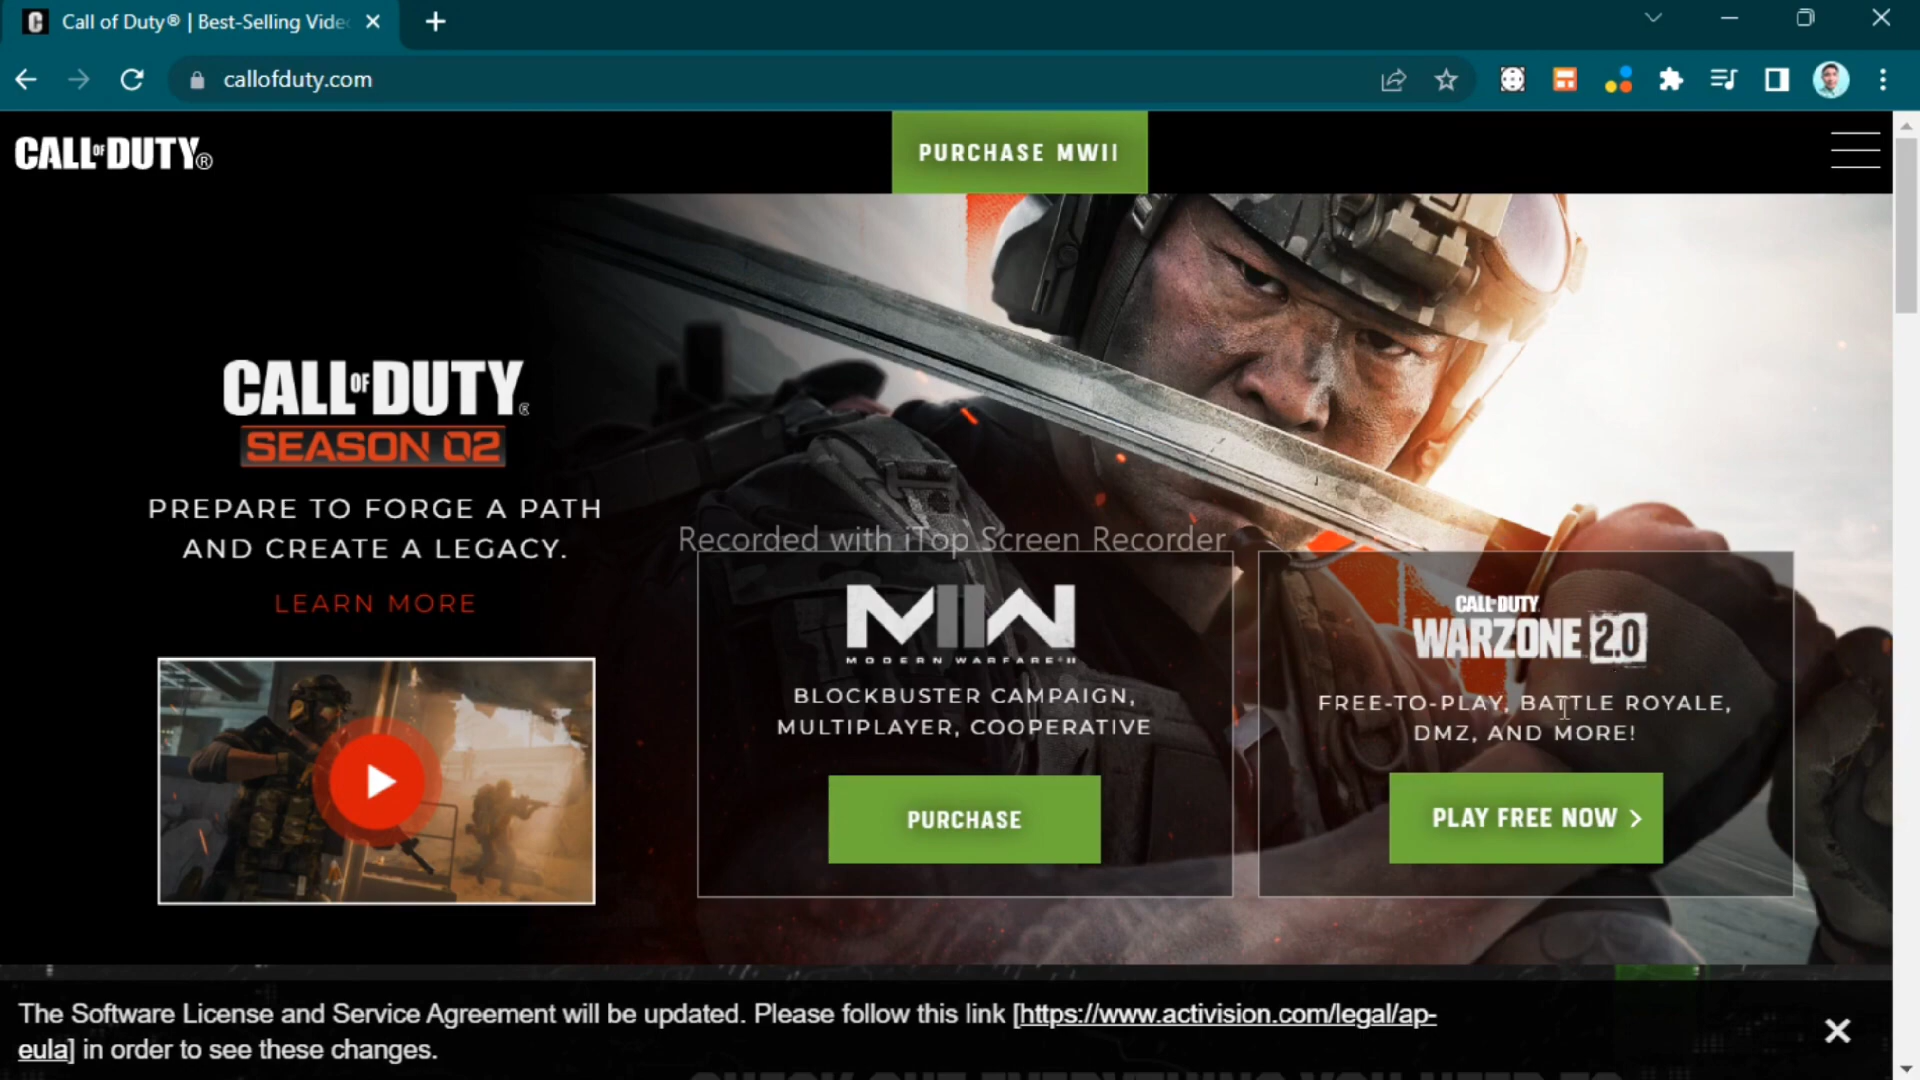 Call of Duty® | Best-Selling Vide
callofduty.com
CALL OF DUTY®
PURCHASE MWII
CALL OF DUTY®
SEASON 02
PREPARE TO FORGE A PATH
AND CREATE A LEGACY.
LEARN MORE
Recorded with iTop Screen Recorder
MIIW
MODERN WARFARE II
BLOCKBUSTER CAMPAIGN,
MULTIPLAYER, COOPERATIVE
PURCHASE
CALL OF DUTY
WARZONE 2.0
FREE-TO-PLAY, BATTLE ROYALE,
DMZ, AND MORE!
PLAY FREE NOW >
The Software License and Service Agreement will be updated. Please follow this link [https://www.activision.com/legal/ap-
eula] in order to see these changes.